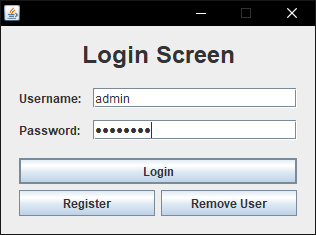 Login Screen
Username: admin
Password: ••••••••
Login
Register Remove User